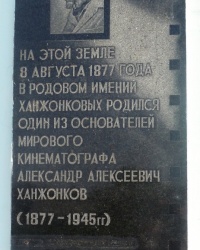 НА ЭТОЙ ЗЕМЛЕ
8 АВГУСТА 1877 ГОДА
В РОДОВОМ ИМЕНИИ
ХАНЖОНКОВЫХ РОДИЛСЯ
ОДИН ИЗ ОСНОВАТЕЛЕЙ
МИРОВОГО
КИНЕМАТОГРАФА
АЛЕКСАНДР АЛЕКСЕЕВИЧ
ХАНЖОНКОВ
(1877-1945гг)